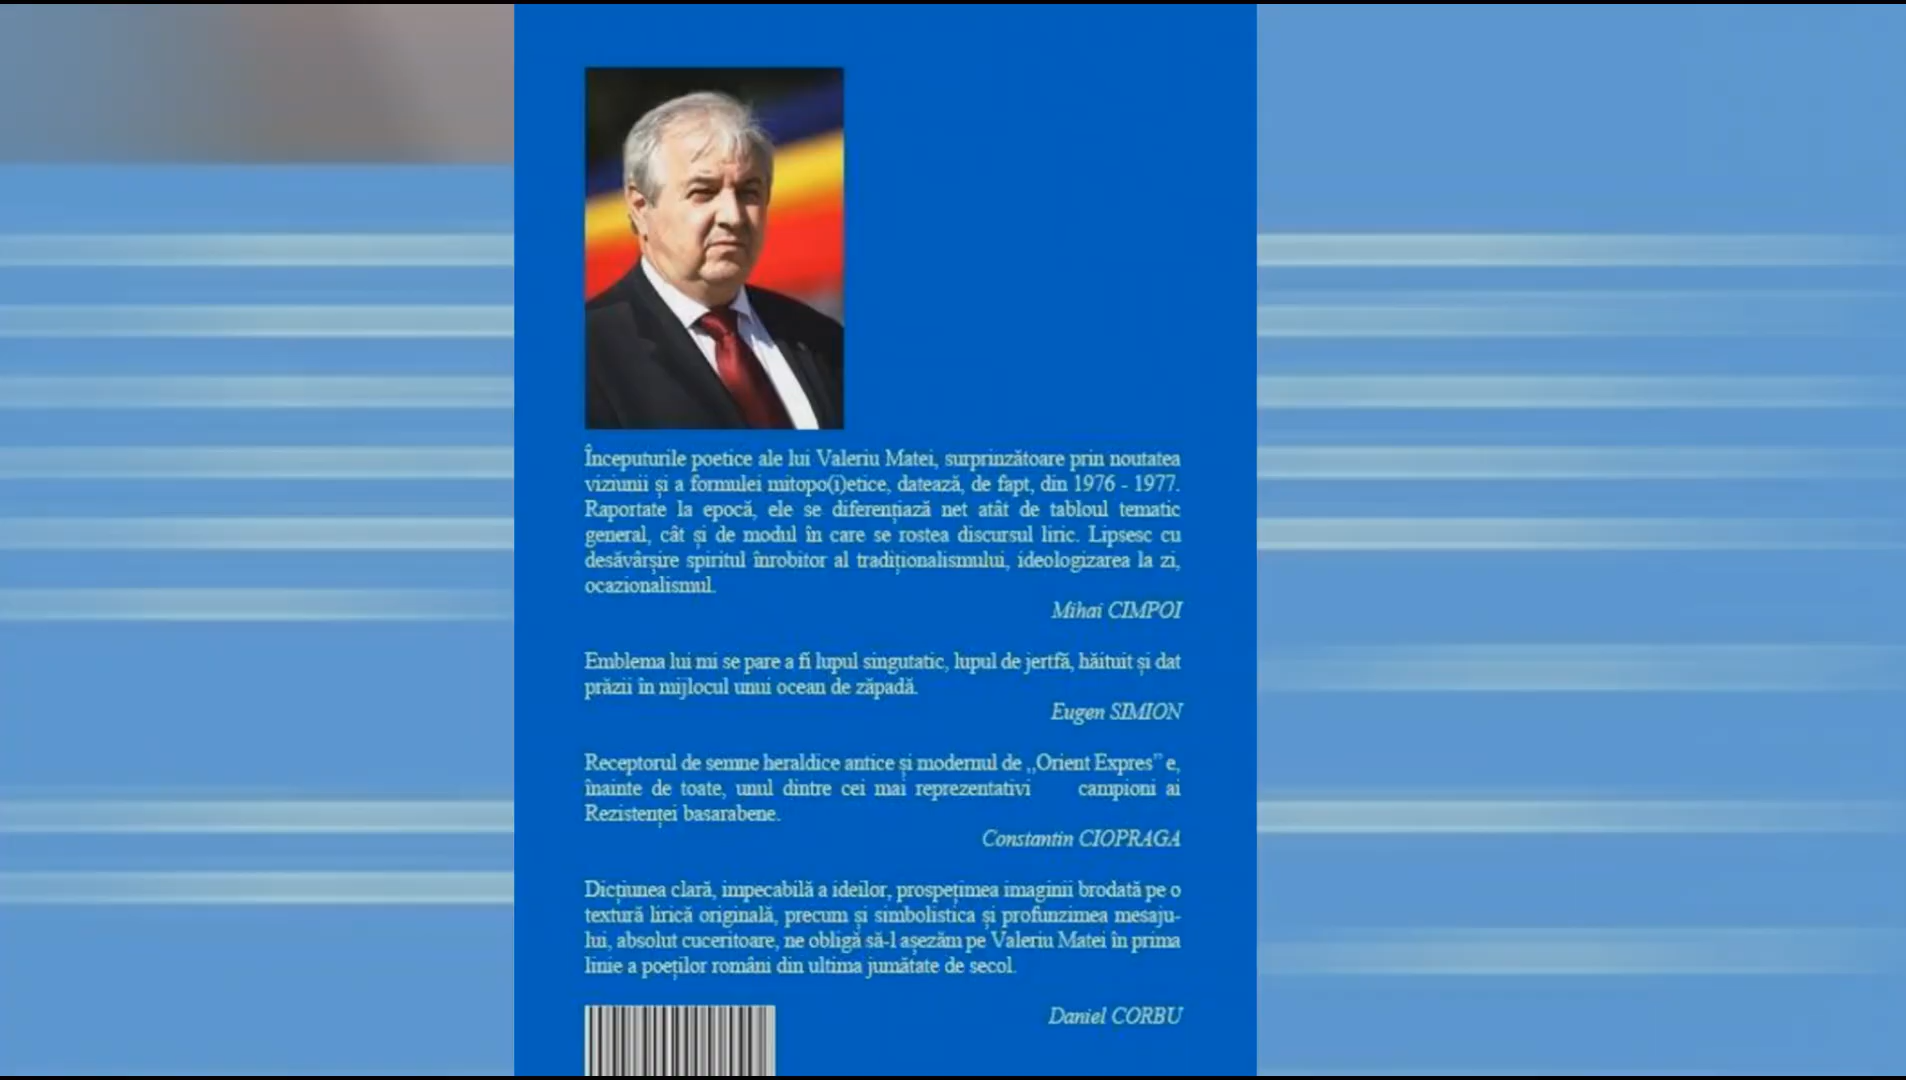 Începuturile poetice ale lui Valeriu Matei, surprinzătoare prin noutatea
viziunii și a formulei mitopo(i)etice, datează, de fapt, din 1976 - 1977.
Raportate la epocă, ele se diferențiază net atât de tabloul tematic
general, cât și de modul în care se rostea discursul liric. Lipsesc cu
desăvârșire spiritul înrobitor al tradiționalismului, ideologizarea la zi,
ocazionalismul.
Mihai CIMPOI
Emblema lui mi se pare a fi lupul singutatic, lupul de jertfă, hăituit și dat
prăzii în mijlocul unui ocean de zăpadă.
Eugen SIMION
Receptorul de semne heraldice antice și modernul de ,,Orient Expres” e,
înainte de toate, unul dintre cei mai reprezentativi campioni ai
Rezistenței basarabene.
Constantin CIOPRAGA
Dicțiunea clară, impecabilă a ideilor, prospețimea imaginii brodată pe o
textură lirică originală, precum și simbolistica și profunzimea mesaju-
lui, absolut cuceritoare, ne obligă să-l așezăm pe Valeriu Matei în prima
linie a poeților români din ultima jumătate de secol.
Daniel CORBU